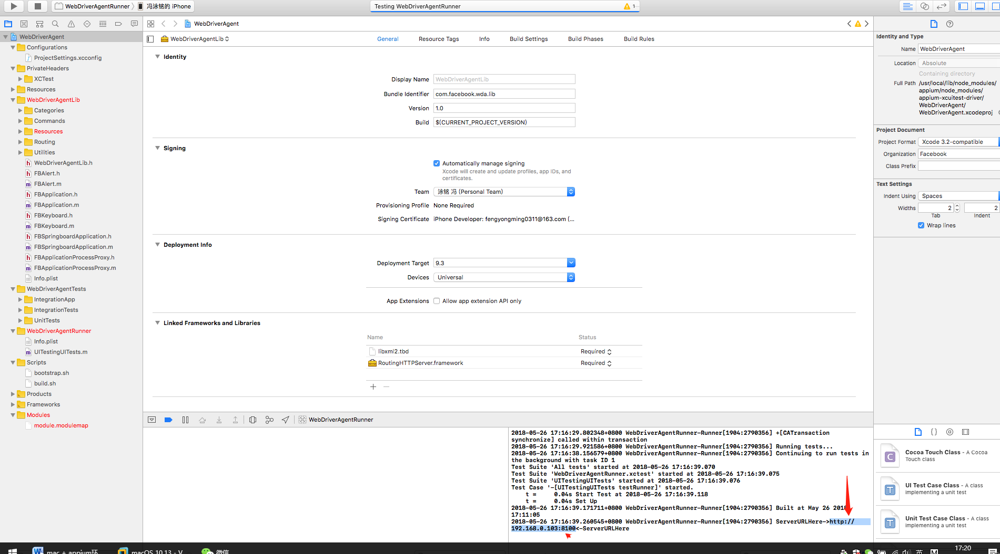 WebDriverAgentRunner 冯泳铭的 iPhone
Testing WebDriverAgentRunner
1
WebDriverAgent
WebDriverAgent
Configurations
ProjectSettings.xcconfig
PrivateHeaders
XCTest
Resources
WebDriverAgentLib
Categories
Commands
Resources
Routing
Utilities
WebDriverAgentLib.h
FBAlert.h
FBAlert.m
FBApplication.h
FBApplication.m
FBKeyboard.h
FBKeyboard.m
FBSpringboardApplication.h
FBSpringboardApplication.m
FBApplicationProcessProxy.h
FBApplicationProcessProxy.m
Info.plist
WebDriverAgentTests
IntegrationApp
IntegrationTests
UnitTests
WebDriverAgentRunner
Info.plist
UITestingUITests.m
Scripts
bootstrap.sh
build.sh
Products
Frameworks
Modules
module.modulemap
WebDriverAgentLib
General Resource Tags Info Build Settings Build Phases Build Rules
Identity
Display Name WebDriverAgentLib
Bundle Identifier com.facebook.wda.lib
Version 1.0
Build $(CURRENT_PROJECT_VERSION)
Signing
Automatically manage signing
Xcode will create and update profiles, app IDs, and
certificates.
Team 泳铭 冯 (Personal Team)
Provisioning Profile None Required
Signing Certificate iPhone Developer: fengyongming0311@163.com (...
Deployment Info
Deployment Target 9.3
Devices Universal
App Extensions Allow app extension API only
Linked Frameworks and Libraries
Name Status
libxml2.tbd Required
RoutingHTTPServer.framework Required
WebDriverAgentRunner
2018-05-26 17:16:29.802348+0800 WebDriverAgentRunner-Runner[1904:2790356] +[CATransaction
synchronize] called within transaction
2018-05-26 17:16:29.921586+0800 WebDriverAgentRunner-Runner[1904:2790356] Running tests...
2018-05-26 17:16:38.156579+0800 WebDriverAgentRunner-Runner[1904:2790356] Continuing to run tests in
the background with task ID 1
Test Suite 'All tests' started at 2018-05-26 17:16:39.070
Test Suite 'WebDriverAgentRunner.xctest' started at 2018-05-26 17:16:39.075
Test Suite 'UITestingUITests' started at 2018-05-26 17:16:39.076
Test Case '-[UITestingUITests testRunner]' started.
t = 0.04s Start Test at 2018-05-26 17:16:39.118
t = 0.04s Set Up
2018-05-26 17:16:39.171711+0800 WebDriverAgentRunner-Runner[1904:2790356] Built at May 26 2018
17:11:05
2018-05-26 17:16:39.260545+0800 WebDriverAgentRunner-Runner[1904:2790356] ServerURLHere->http://
192.168.0.103:8100<-ServerURLHere
Identity and Type
Name WebDriverAgent
Location Absolute
Containing directory
Full Path /usr/local/lib/node_modules/
appium/node_modules/
appium-xcuitest-driver/
WebDriverAgent/
WebDriverAgent.xcodeproj
Project Document
Project Format Xcode 3.2-compatible
Organization Facebook
Class Prefix
Text Settings
Indent Using Spaces
Widths 2 2
Tab Indent
Wrap lines
Cocoa Touch Class - A Cocoa
Touch class
UI Test Case Class - A class
implementing a unit test
Unit Test Case Class - A class
implementing a unit test
mac + appium环 macOS 10.13 - V 微信
英 M 17:20